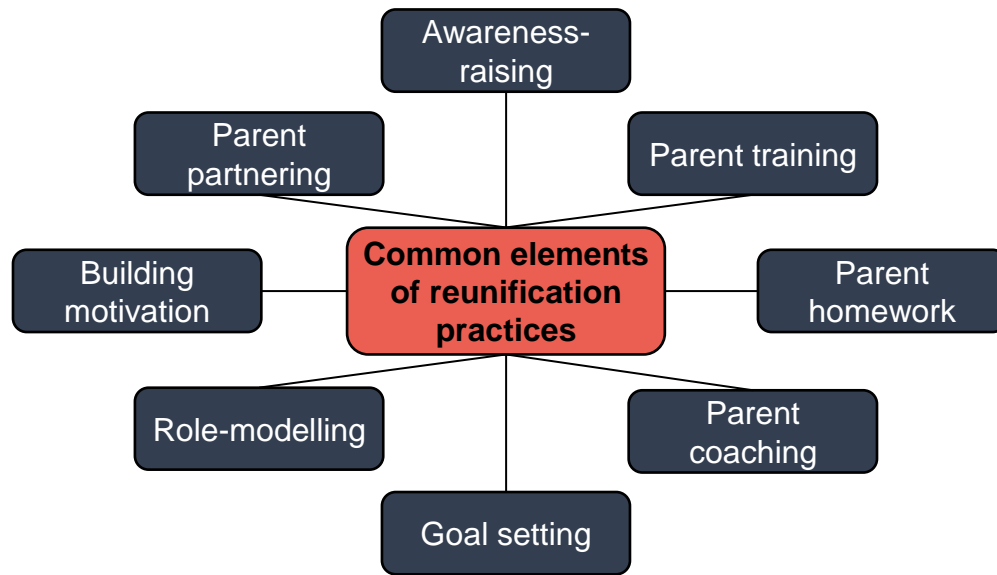 Awareness-
raising
Parent
partnering
Parent training
Building
motivation
Common elements
of reunification
practices
Parent
homework
Role-modelling
Parent
coaching
Goal setting